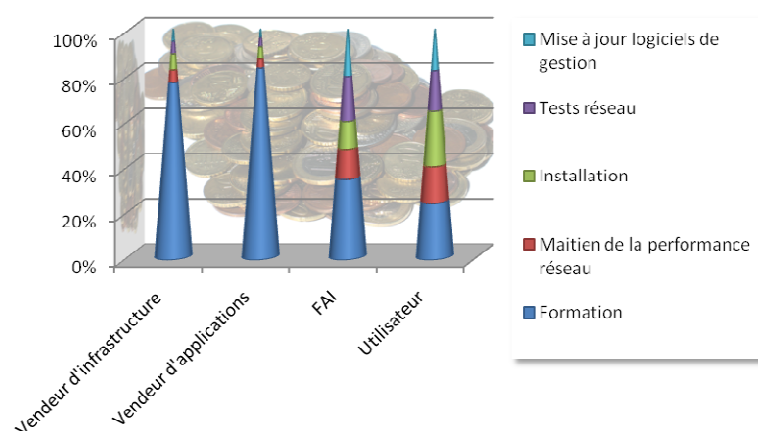 100%
80%
60%
40%
20%
0%
Vendeur d'infrastructure
Vendeur d'applications
FAI
Utilisateur
Mise à jour logiciels de
gestion
Tests réseau
Installation
Maitien de la performance
réseau
Formation